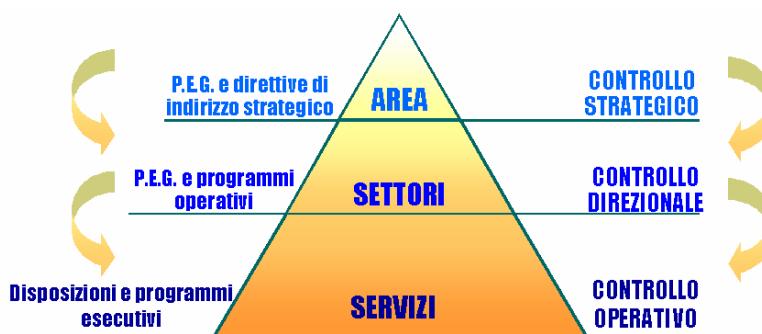 P.E.G. e direttive di
indirizzo strategico
AREA
CONTROLLO
STRATEGICO
P.E.G. e programmi
operativi
SETTORI
CONTROLLO
DIREZIONALE
Disposizioni e programmi
esecutivi
SERVIZI
CONTROLLO
OPERATIVO